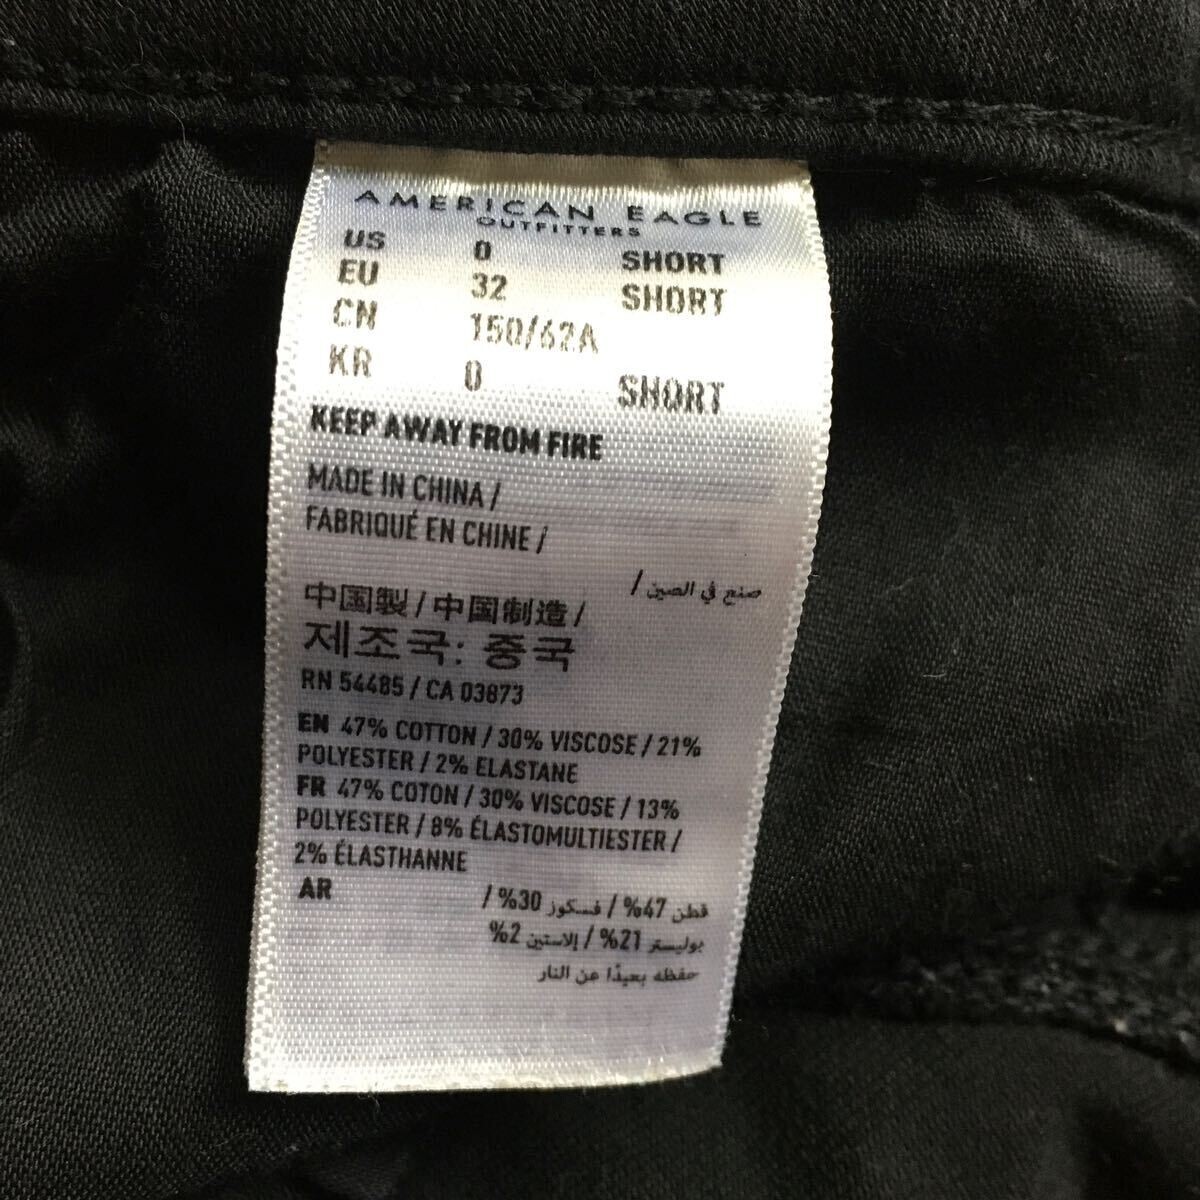 AMERICAN EAGLE
OUTFITTERS
US 0 SHORT
EU 32 SHORT
CN 150/62A
KR 0 SHORT
KEEP AWAY FROM FIRE
MADE IN CHINA /
FABRIQUÉ EN CHINE /
صنع في الصين /
中国製 / 中国制造 /
제조국: 중국
RN 54485 / CA 03873
EN 47% COTTON / 30% VISCOSE / 21%
POLYESTER / 2% ELASTANE
FR 47% COTON / 30% VISCOSE / 13%
POLYESTER / 8% ÉLASTOMULTIESTER /
2% ÉLASTHANNE
AR قطن 47% / فسكوز 30% /
بوليستر 21% / إلاستين 2%
حفظه بعيدًا عن النار